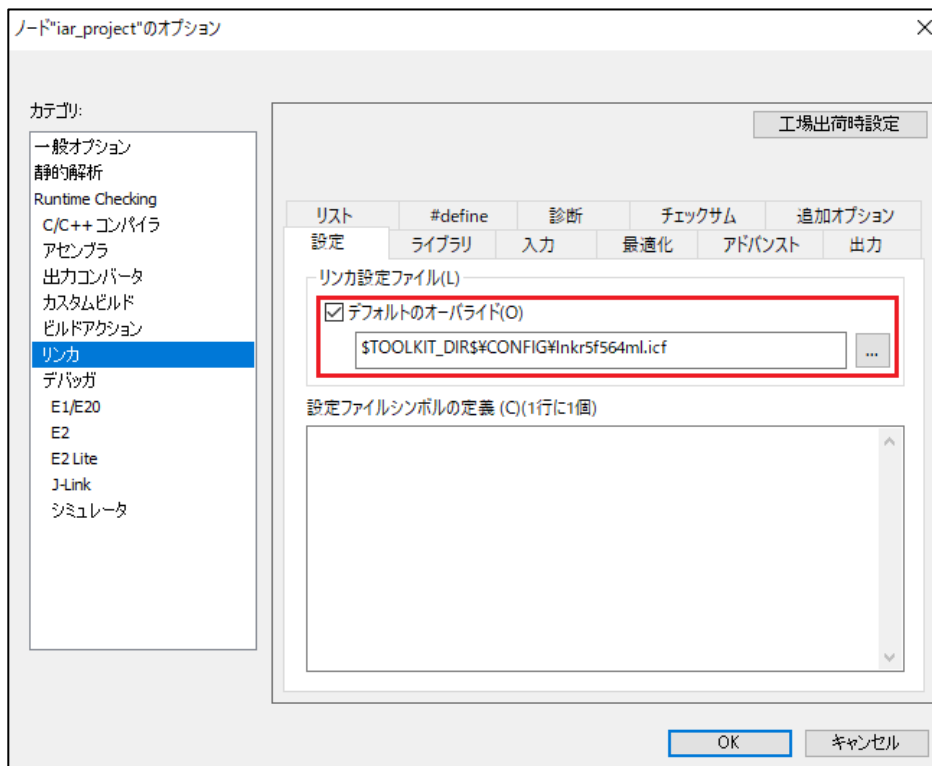 ノード"iar_project"のオプション
カテゴリ:
一般オプション
静的解析
Runtime Checking
C/C++ コンパイラ
アセンブラ
出力コンバータ
カスタムビルド
ビルドアクション
リンカ
デバッガ
E1/E20
E2
E2 Lite
J-Link
シミュレータ
工場出荷時設定
リスト #define 診断 チェックサム 追加オプション
設定 ライブラリ 入力 最適化 アドバンスト 出力
リンカ設定ファイル(L)
デフォルトのオーバライド(O)
$TOOLKIT_DIR$¥CONFIG¥lnkr5f564ml.icf
...
設定ファイルシンボルの定義 (C)(1行に1個)
OK キャンセル